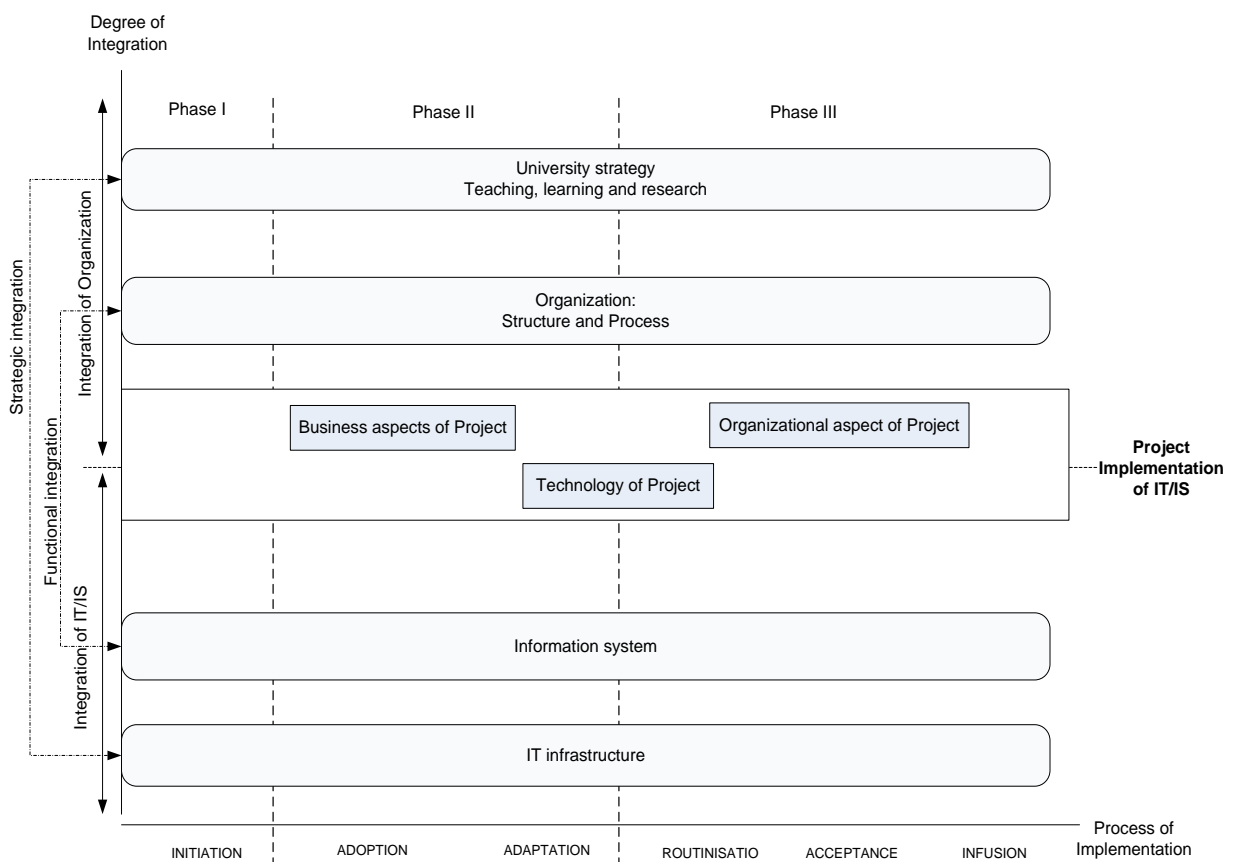 Degree of
Integration
Phase I
Phase II
Phase III
University strategy
Teaching, learning and research
Organization:
Structure and Process
Strategic integration
Functional integration
Integration of Organization
Integration of IT/IS
Business aspects of Project
Organizational aspect of Project
Technology of Project
Project
Implementation
of IT/IS
Information system
IT infrastructure
Process of
Implementation
INITIATION
ADOPTION
ADAPTATION
ROUTINISATIO
ACCEPTANCE
INFUSION